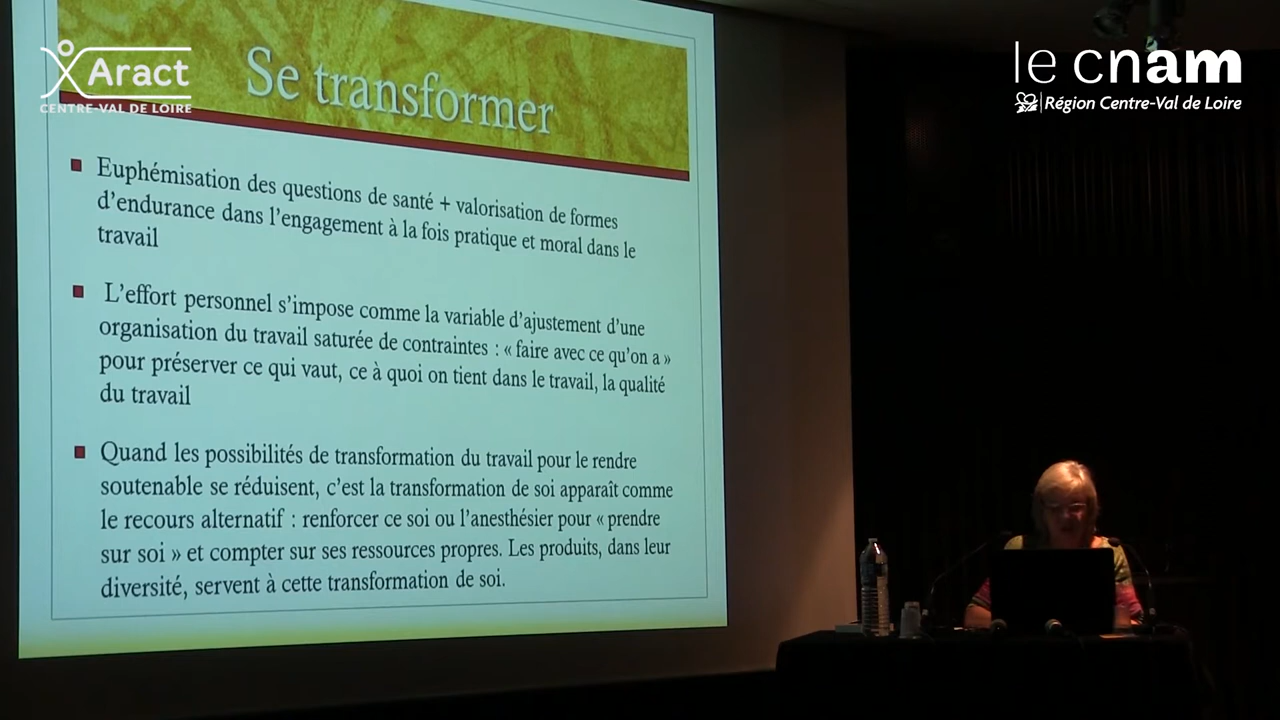 Aract
CENTRE-VAL DE LOIRE
le cnam
Région Centre-Val de Loire
Se transformer
Euphémisation des questions de santé + valorisation de formes
d'endurance dans l'engagement à la fois pratique et moral dans le
travail
L'effort personnel s'impose comme la variable d'ajustement d'une
organisation du travail saturée de contraintes : « faire avec ce qu'on a »
pour préserver ce qui vaut, ce à quoi on tient dans le travail, la qualité
du travail
Quand les possibilités de transformation du travail pour le rendre
soutenable se réduisent, c'est la transformation de soi apparaît comme
le recours alternatif : renforcer ce soi ou l'anesthésier pour « prendre
sur soi » et compter sur ses ressources propres. Les produits, dans leur
diversité, servent à cette transformation de soi.